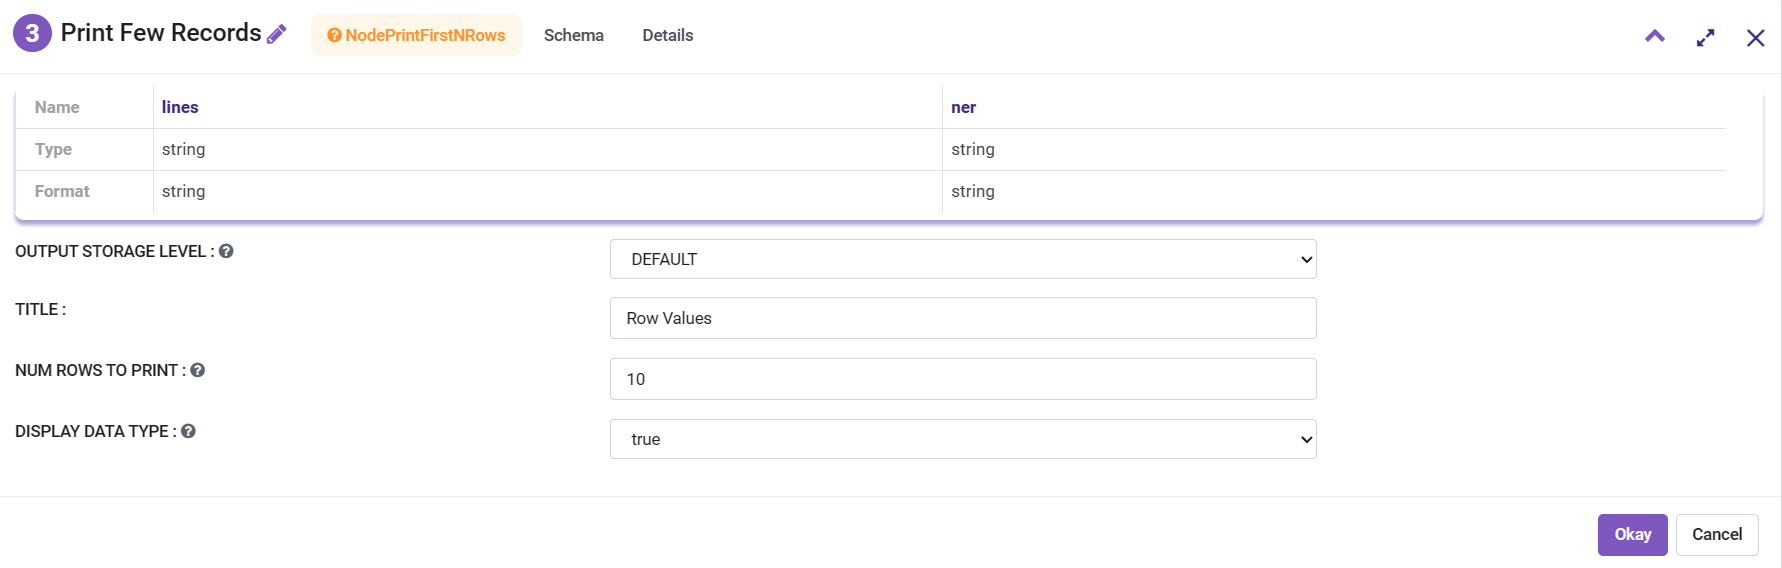 3 Print Few Records NodePrintFirstNRows Schema Details
Name lines ner
Type string string
Format string string
OUTPUT STORAGE LEVEL : DEFAULT
TITLE : Row Values
NUM ROWS TO PRINT : 10
DISPLAY DATA TYPE : true
Okay Cancel